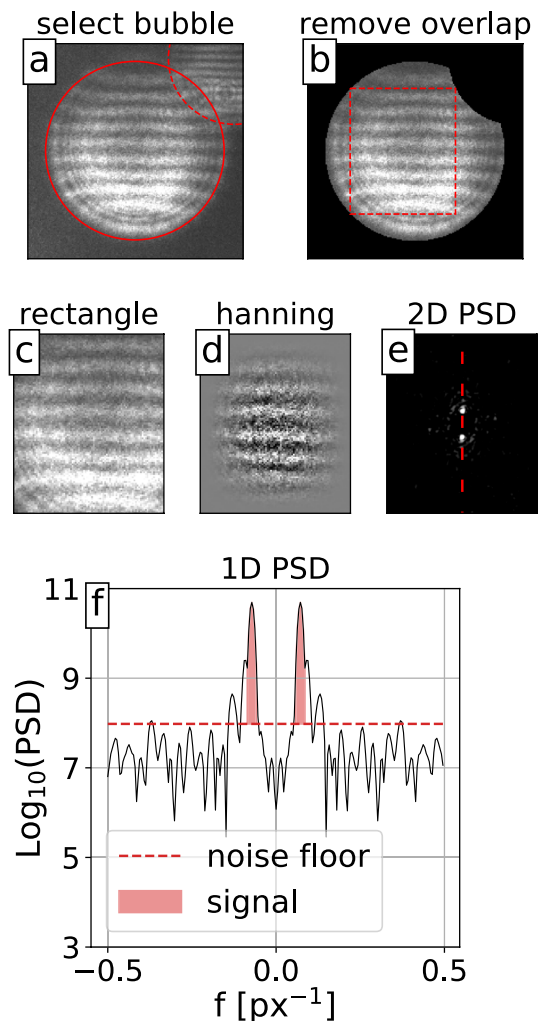 select bubble
a
remove overlap
b
rectangle
c
hanning
d
2D PSD
e
1D PSD
f
Log₁₀(PSD)
11
9
7
5
3
noise floor
signal
−0.5
0.0
0.5
f [px⁻¹]